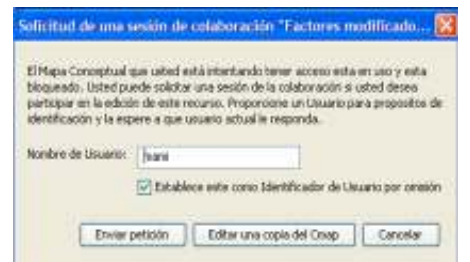 Solicitud de una sesión de colaboración "Factores modificado...
El Mapa Conceptual que usted está intentando tener acceso esta en uso y esta
bloqueado. Usted puede solicitar una sesión de la colaboración si usted desea
participar en la edición de este recurso. Proporcione un Usuario para propositos de
identificación y la espere a que usuario actual le responda.
Nombre de Usuario:
Establece este como Identificador de Usuario por omisión
Enviar petición Editar una copia del Cmap Cancelar